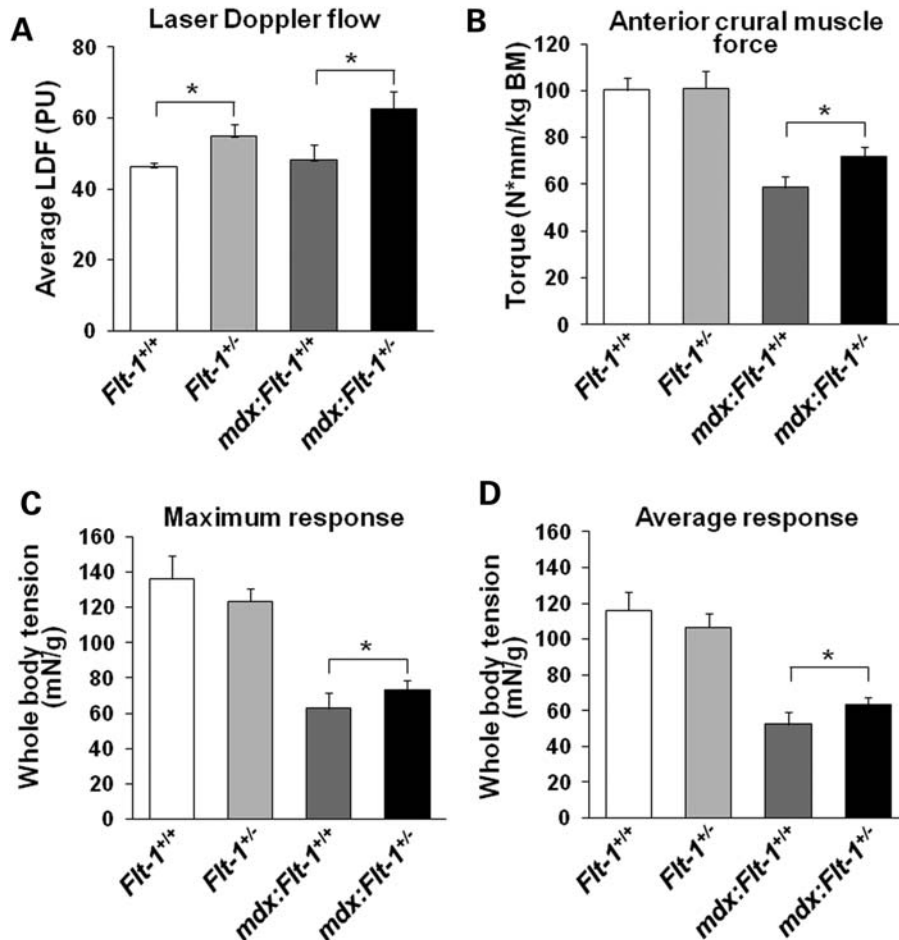 A
Laser Doppler flow
Average LDF (PU)
80
60
40
20
0
*
*
Flt-1+/+
Flt-1+/-
mdx:Flt-1+/+
mdx:Flt-1+/-
B
Anterior crural muscle
force
Torque (N*mm/kg BM)
120
100
80
60
40
20
0
*
Flt-1+/+
Flt-1+/-
mdx:Flt-1+/+
mdx:Flt-1+/-
C
Maximum response
Whole body tension
(mN/g)
160
140
120
100
80
60
40
20
0
*
Flt-1+/+
Flt-1+/-
mdx:Flt-1+/+
mdx:Flt-1+/-
D
Average response
Whole body tension
(mN/g)
160
140
120
100
80
60
40
20
0
*
Flt-1+/+
Flt-1+/-
mdx:Flt-1+/+
mdx:Flt-1+/-